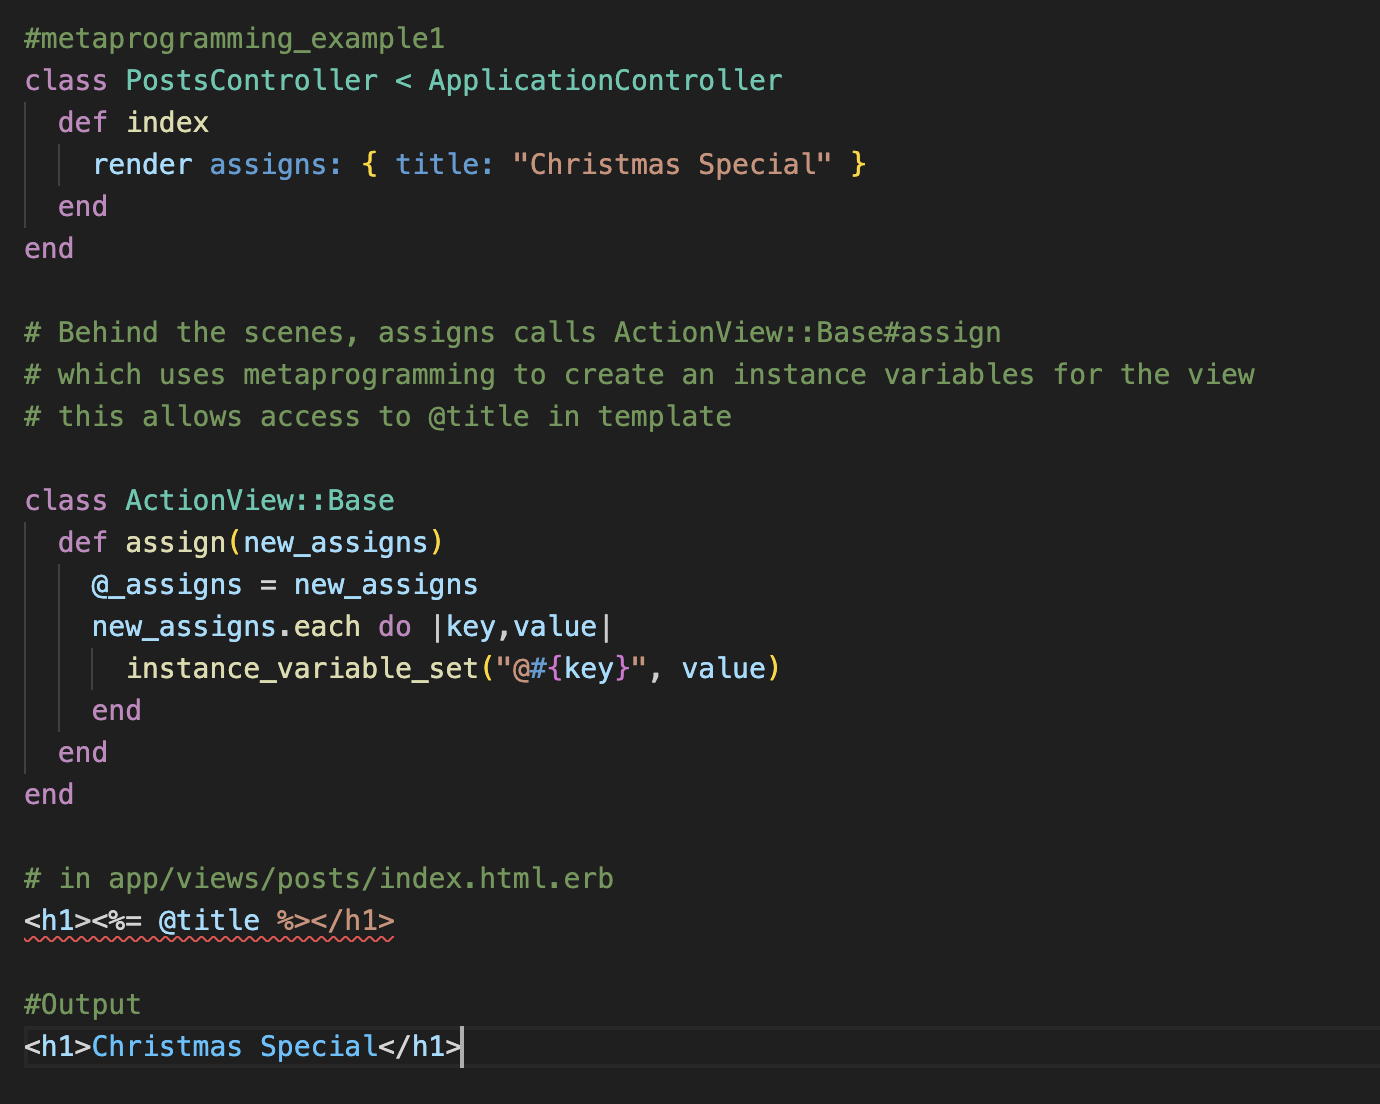 #metaprogramming_example1
class PostsController < ApplicationController
  def index
    render assigns: { title: "Christmas Special" }
  end
end

# Behind the scenes, assigns calls ActionView::Base#assign
# which uses metaprogramming to create an instance variables for the view
# this allows access to @title in template

class ActionView::Base
  def assign(new_assigns)
    @_assigns = new_assigns
    new_assigns.each do |key,value|
      instance_variable_set("@#{key}", value)
    end
  end
end

# in app/views/posts/index.html.erb
<h1><%= @title %></h1>

#Output
<h1>Christmas Special</h1>